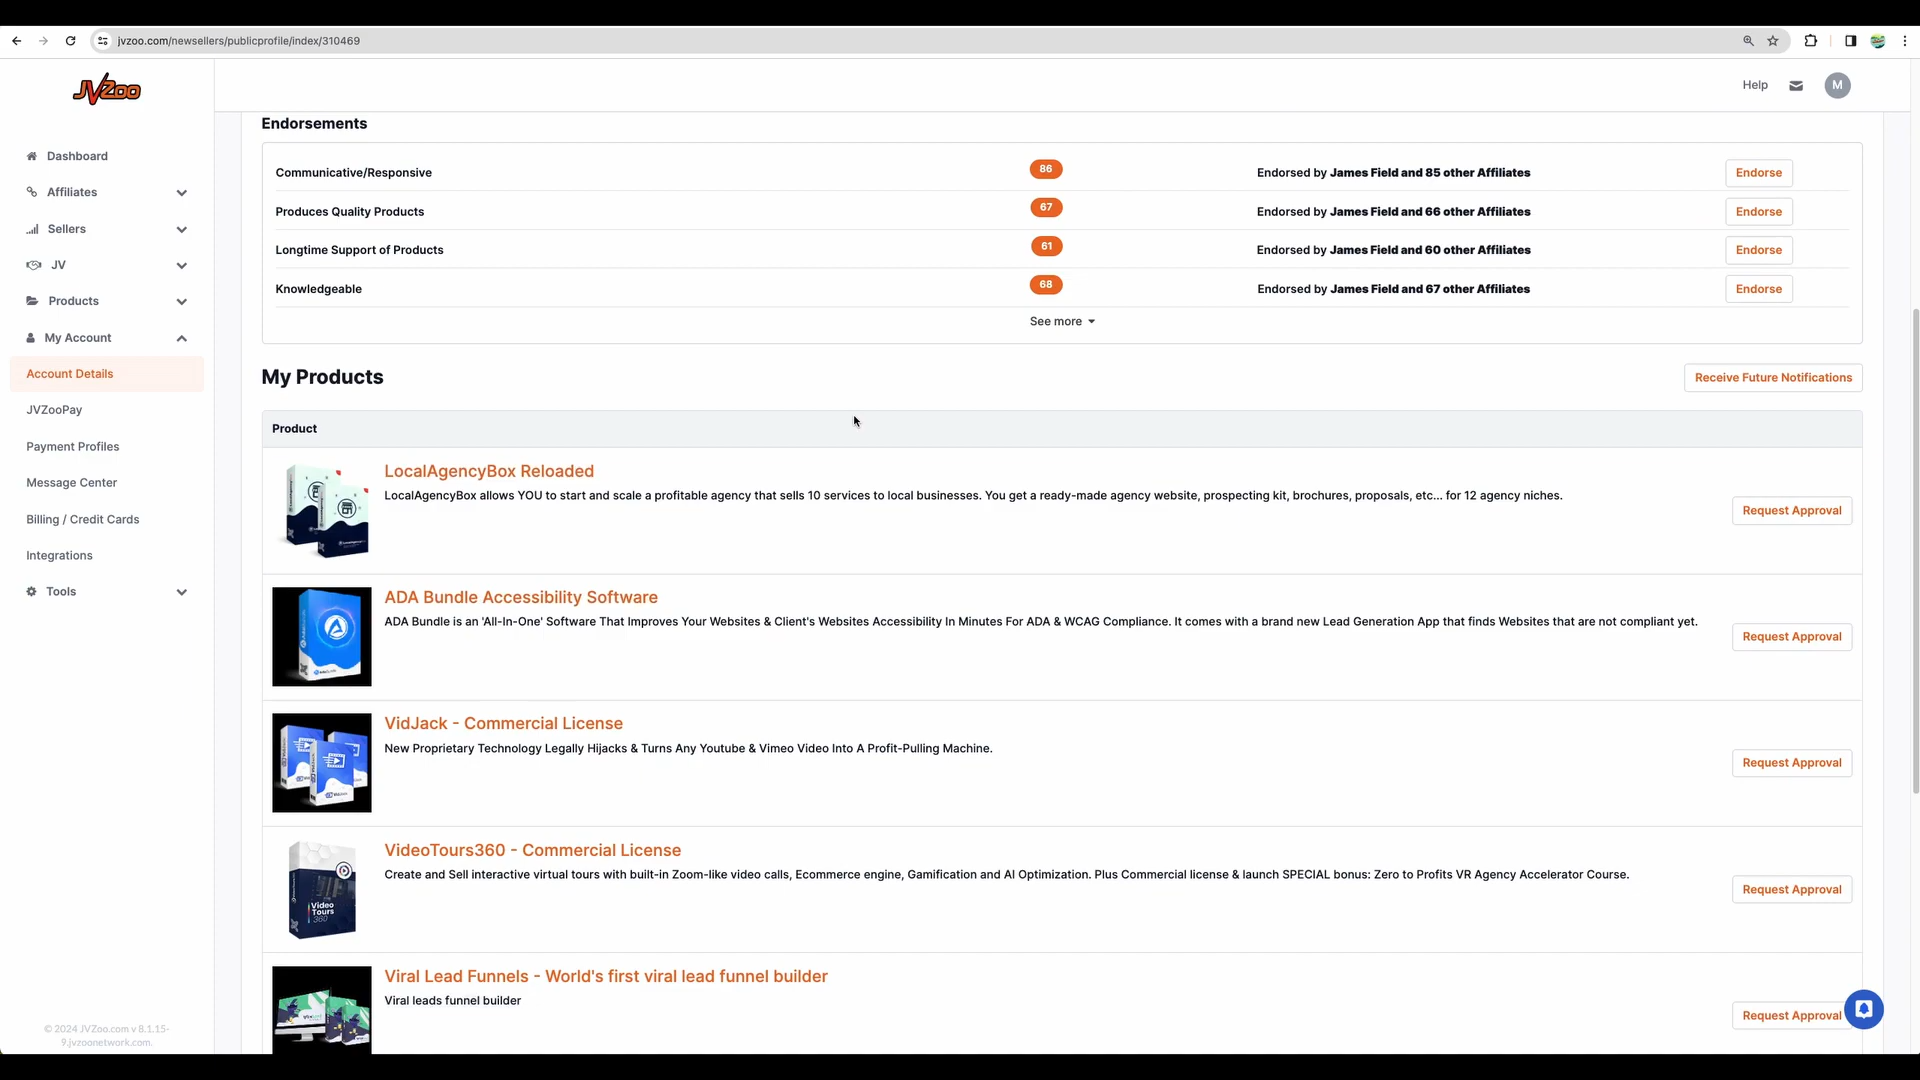 jvzoo.com/newsellers/publicprofile/index/310469
JVZoo
Help
M
Dashboard
Affiliates
Sellers
JV
Products
My Account
Account Details
JVZooPay
Payment Profiles
Message Center
Billing / Credit Cards
Integrations
Tools
© 2024 JVZoo.com v 8.1.15-
9.jvzoonetwork.com.
Endorsements
Communicative/Responsive 86 Endorsed by James Field and 85 other Affiliates Endorse
Produces Quality Products 67 Endorsed by James Field and 66 other Affiliates Endorse
Longtime Support of Products 61 Endorsed by James Field and 60 other Affiliates Endorse
Knowledgeable 68 Endorsed by James Field and 67 other Affiliates Endorse
See more
My Products
Receive Future Notifications
Product
LocalAgencyBox Reloaded
LocalAgencyBox allows YOU to start and scale a profitable agency that sells 10 services to local businesses. You get a ready-made agency website, prospecting kit, brochures, proposals, etc... for 12 agency niches.
Request Approval
ADA Bundle Accessibility Software
ADA Bundle is an 'All-In-One' Software That Improves Your Websites & Client's Websites Accessibility In Minutes For ADA & WCAG Compliance. It comes with a brand new Lead Generation App that finds Websites that are not compliant yet.
Request Approval
VidJack - Commercial License
New Proprietary Technology Legally Hijacks & Turns Any Youtube & Vimeo Video Into A Profit-Pulling Machine.
Request Approval
Video
Tours
360
VideoTours360 - Commercial License
Create and Sell interactive virtual tours with built-in Zoom-like video calls, Ecommerce engine, Gamification and AI Optimization. Plus Commercial license & launch SPECIAL bonus: Zero to Profits VR Agency Accelerator Course.
Request Approval
Viral Lead Funnels - World's first viral lead funnel builder
Viral leads funnel builder
Request Approval